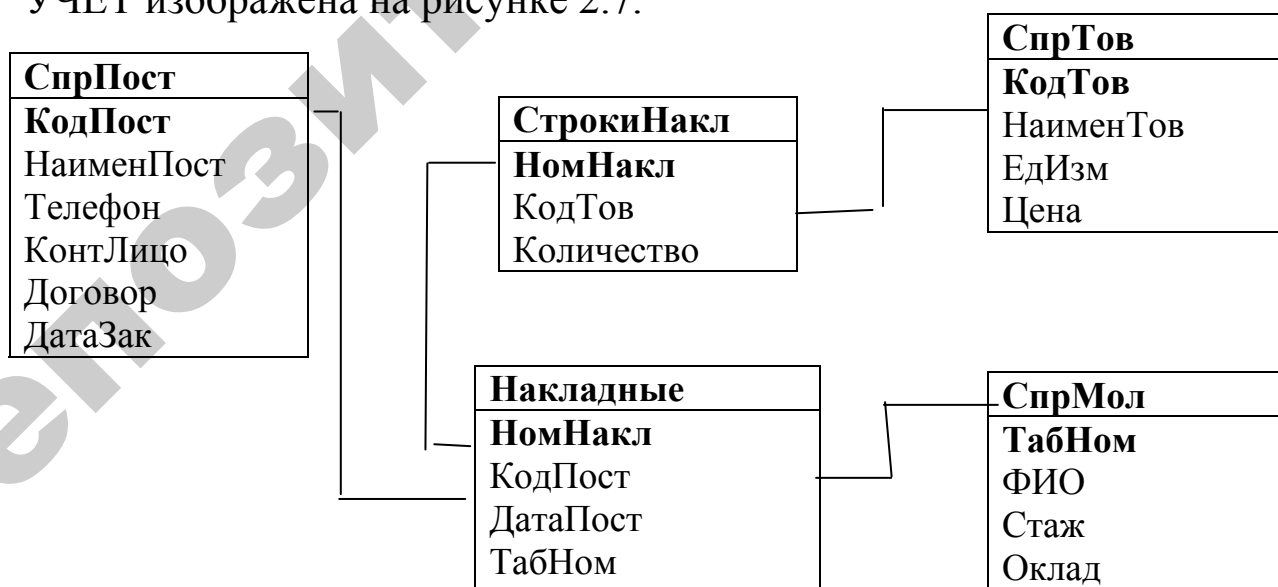 УЧЕТ изображена на рисунке 2.7.
СпрПост
КодПост
НаименПост
Телефон
КонтЛицо
Договор
ДатаЗак
СтрокиНакл
НомНакл
КодТов
Количество
СпрТов
КодТов
НаименТов
ЕдИзм
Цена
Накладные
НомНакл
КодПост
ДатаПост
ТабНом
СпрМол
ТабНом
ФИО
Стаж
Оклад